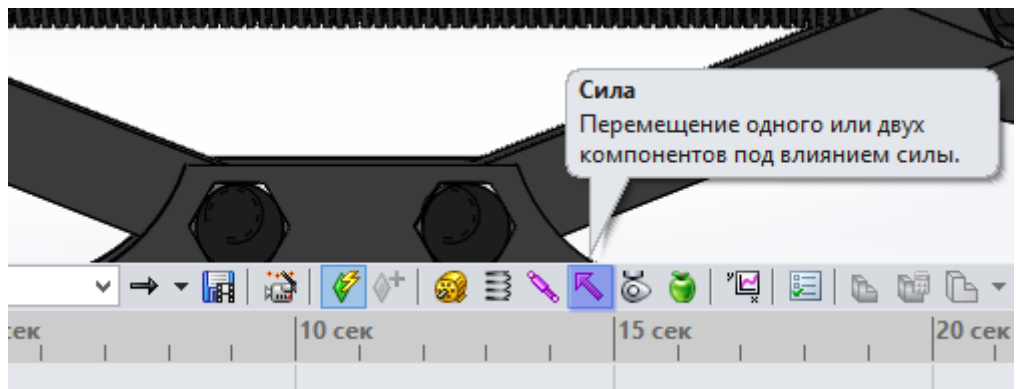 Сила
Перемещение одного или двух
компонентов под влиянием силы.
сек
10 сек
15 сек
20 сек